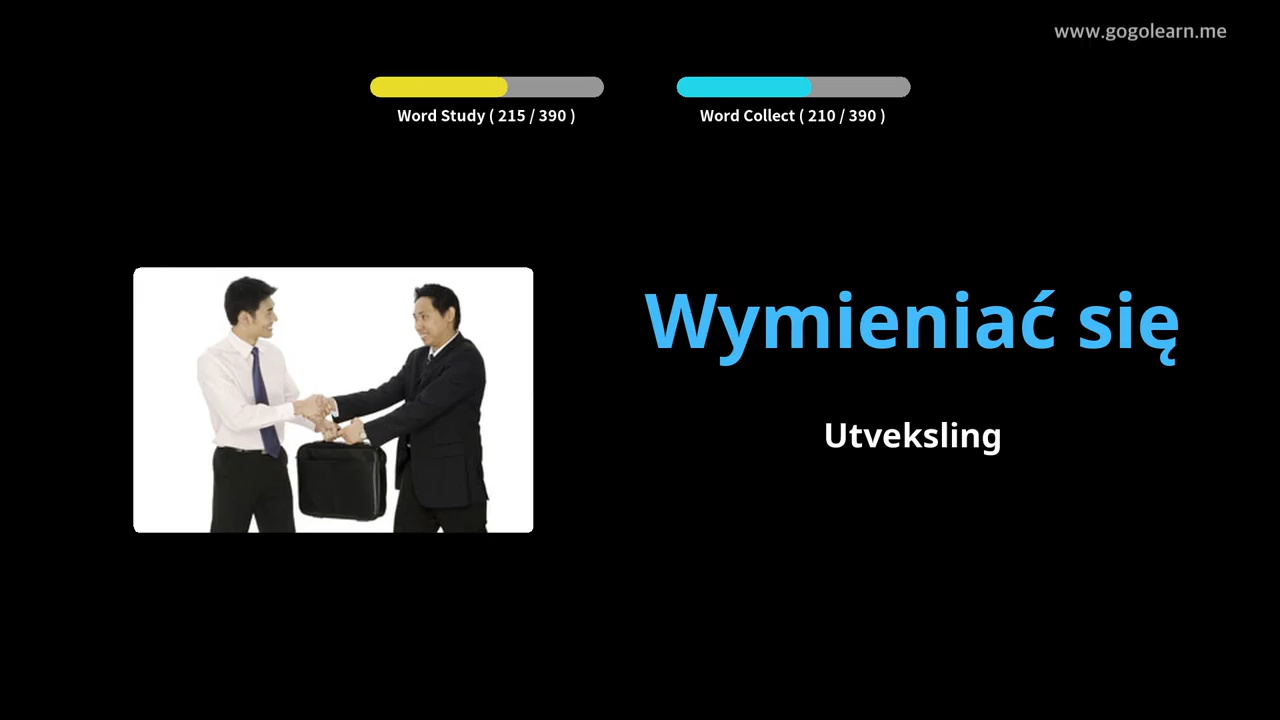 www.gogolearn.me
Word Study ( 215 / 390 )
Word Collect ( 210 / 390 )
Wymieniać się
Utveksling